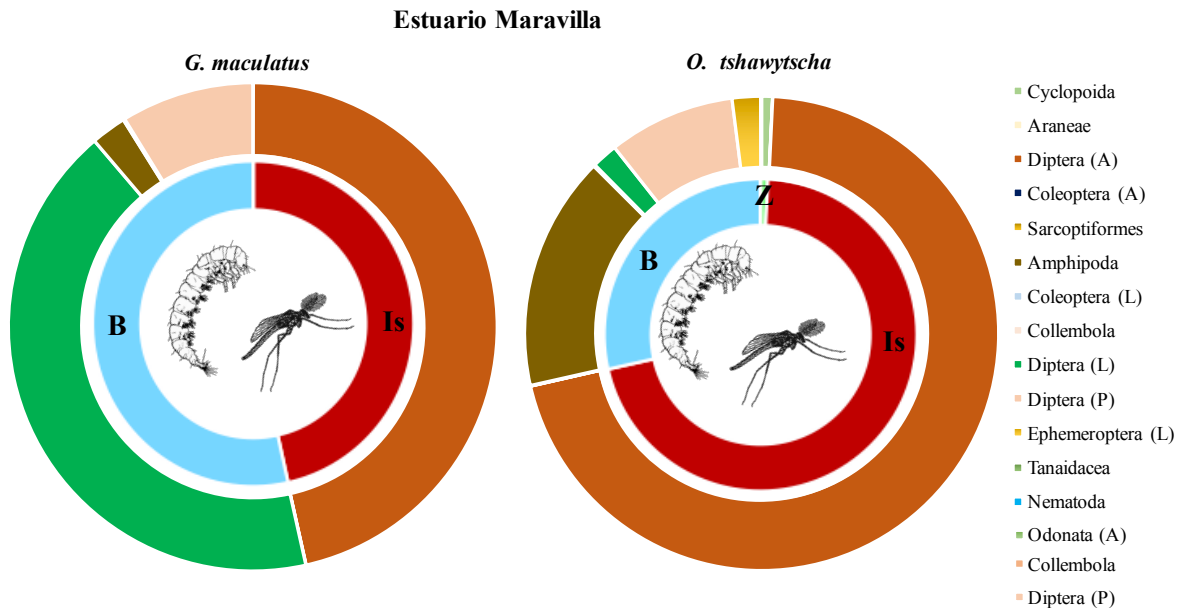 Estuario Maravilla
G. maculatus
O. tshawytscha
B
Is
Z
B
Is
Cyclopoida
Araneae
Diptera (A)
Coleoptera (A)
Sarcoptiformes
Amphipoda
Coleoptera (L)
Collembola
Diptera (L)
Diptera (P)
Ephemeroptera (L)
Tanaidacea
Nematoda
Odonata (A)
Collembola
Diptera (P)